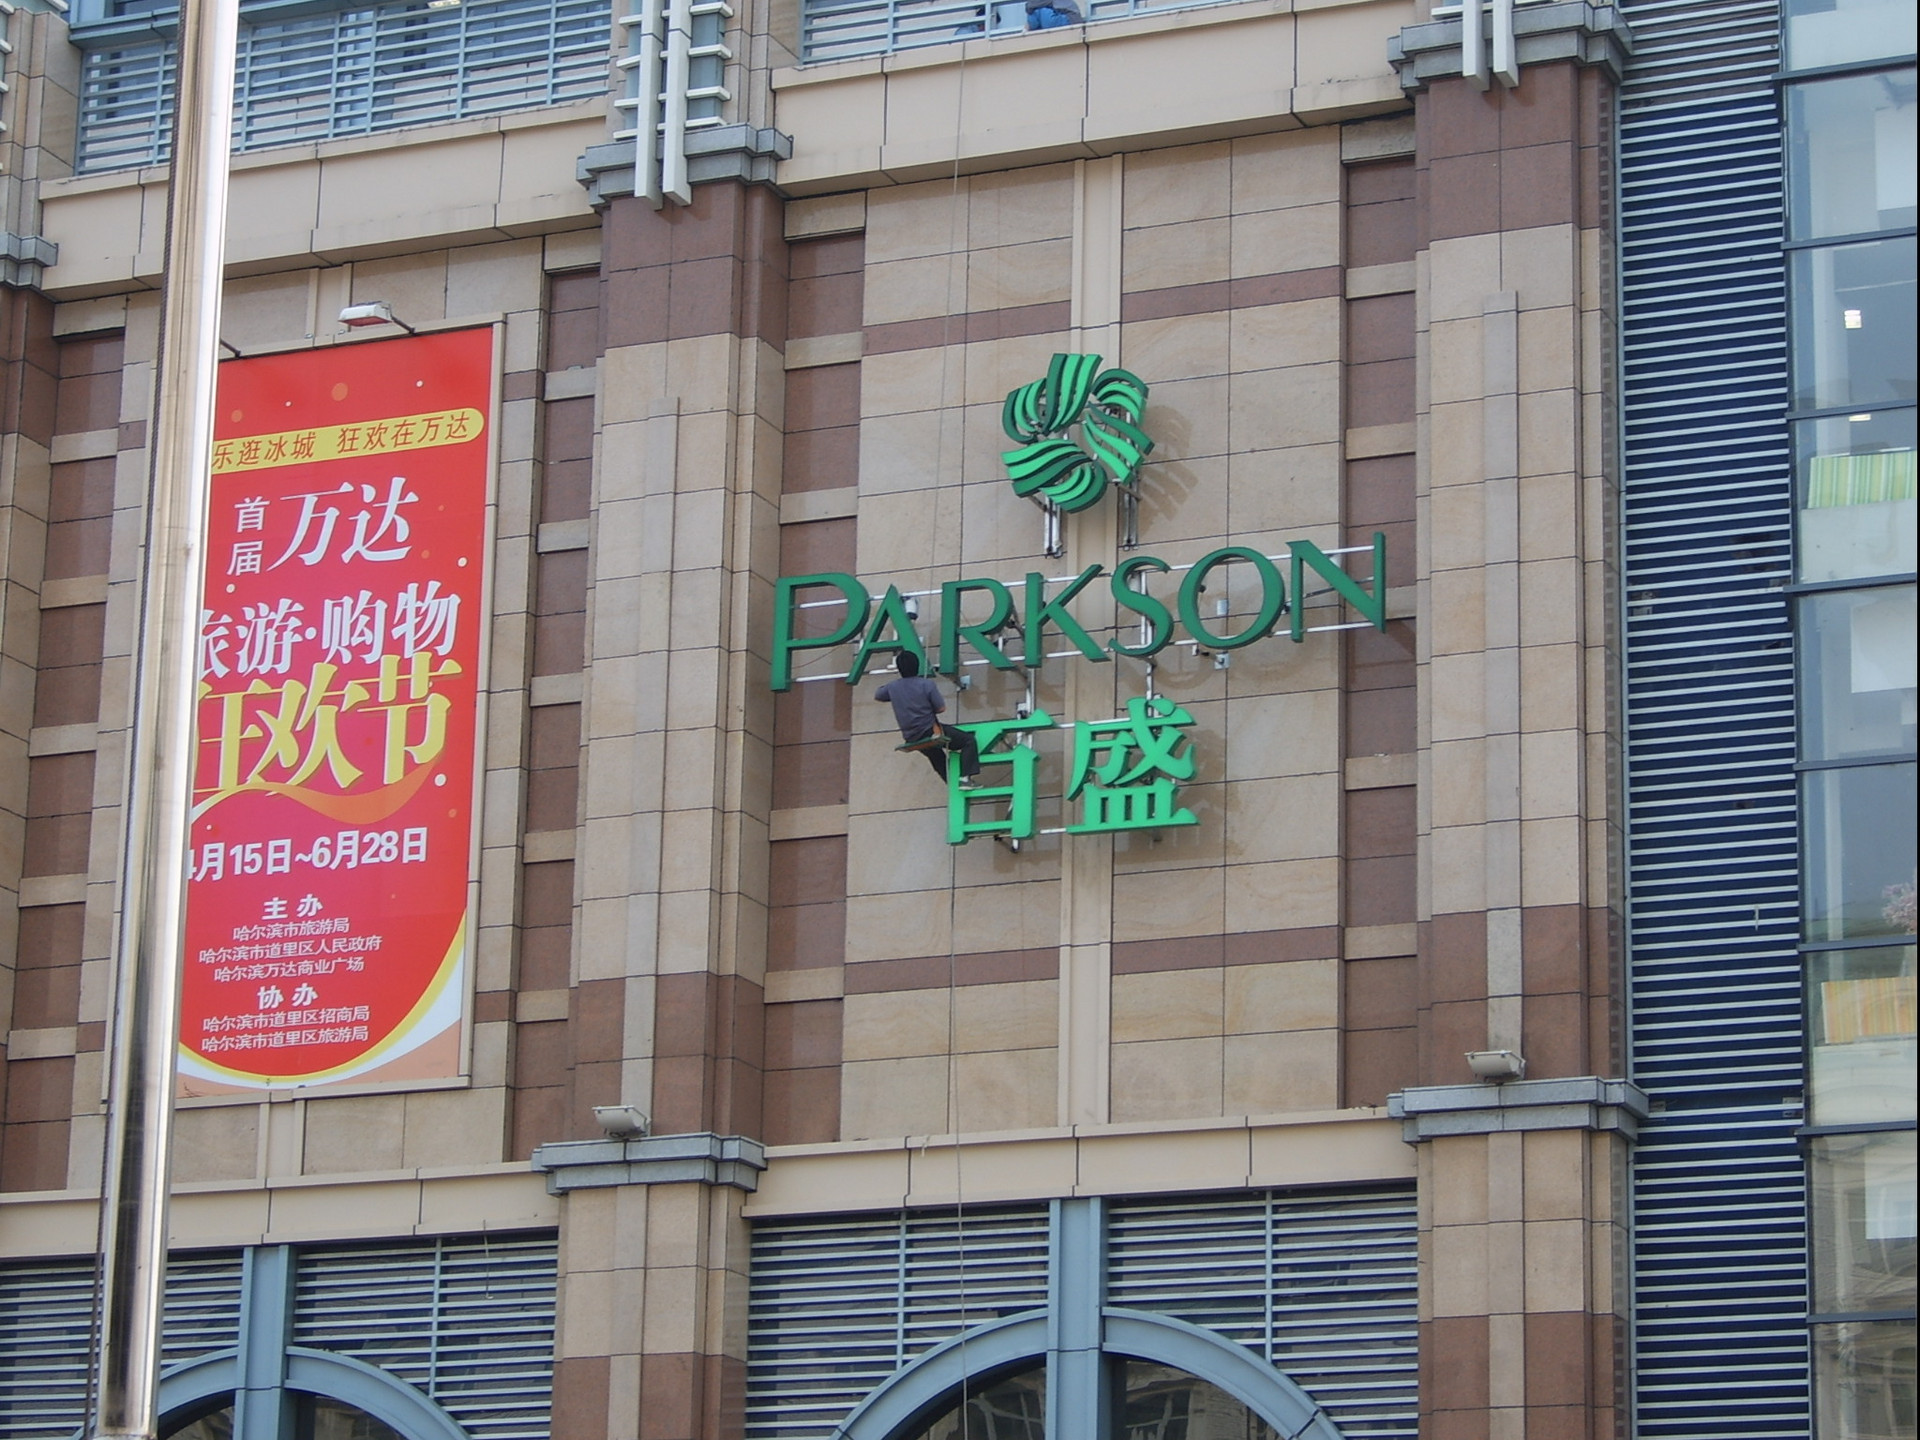 乐逛冰城 狂欢在万达
首届 万达
旅游·购物
狂欢节
4月15日~6月28日
主办
哈尔滨市旅游局
哈尔滨市道里区人民政府
哈尔滨万达商业广场
协办
哈尔滨市道里区招商局
哈尔滨市道里区旅游局
PARKSON
百盛